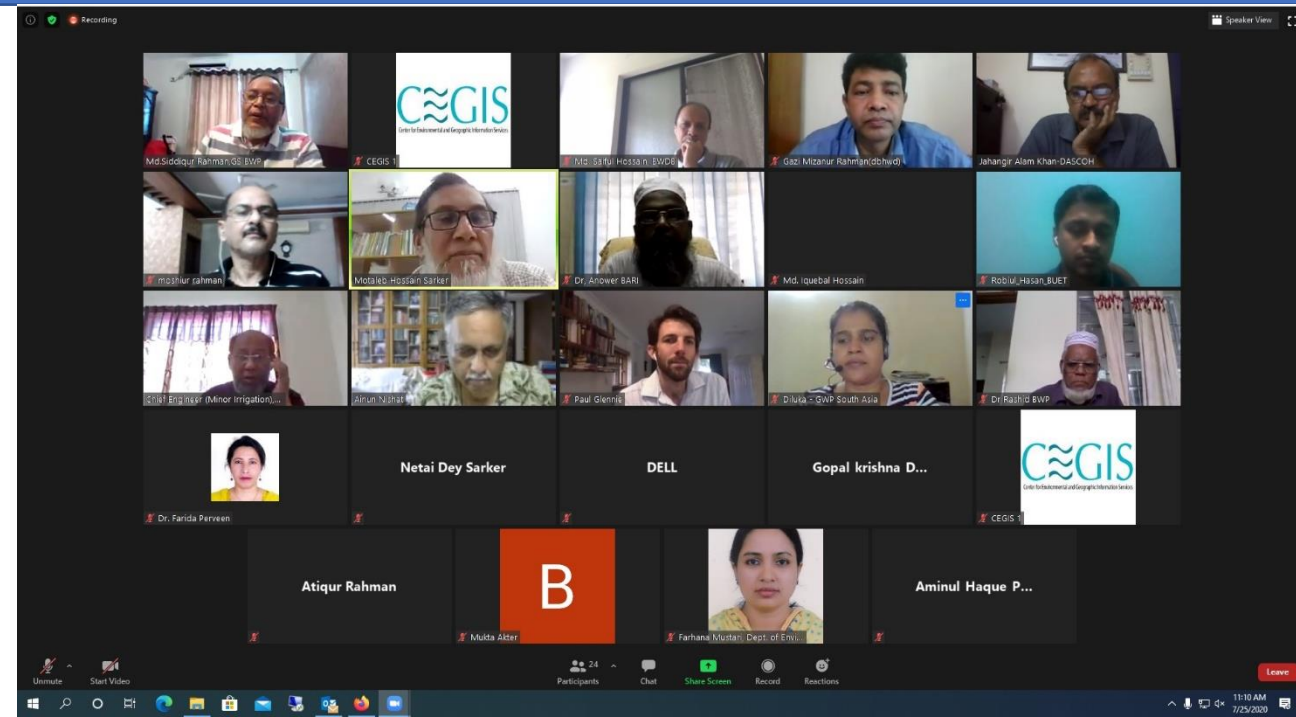 Recording
Speaker View
Md.Siddiqur Rahman,GS BWP
CEGIS
Center for Environmental and Geographic Information Services
CEGIS 1
Md. Saiful Hossain, BWDB
Gazi Mizanur Rahman(dbhwd)
Jahangir Alam Khan-DASCOH
moshiur rahman
Motaleb Hossain Sarker
Dr. Anower BARI
Md. Iquebal Hossain
Robiul_Hasan_BUET
Chief Engineer (Minor Irrigation),...
Ainun Nishat
Paul Glennie
Diluka - GWP South Asia
Dr Rashid BWP
Dr. Farida Perveen
Netai Dey Sarker
DELL
Gopal krishna D...
CEGIS
Center for Environmental and Geographic Information Services
CEGIS 1
Atiqur Rahman
B
Mukta Akter
Farhana Mustari, Dept. of Envi...
Aminul Haque P...
Unmute
Start Video
24
Participants
Chat
Share Screen
Record
Reactions
Leave
11:10 AM
7/25/2020